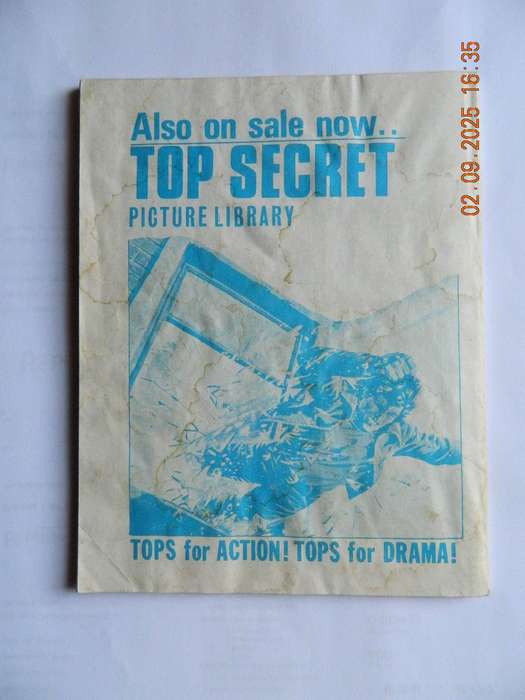 Also on sale now..
TOP SECRET
PICTURE LIBRARY
TOPS for ACTION! TOPS for DRAMA!
02.09.2025 16:35